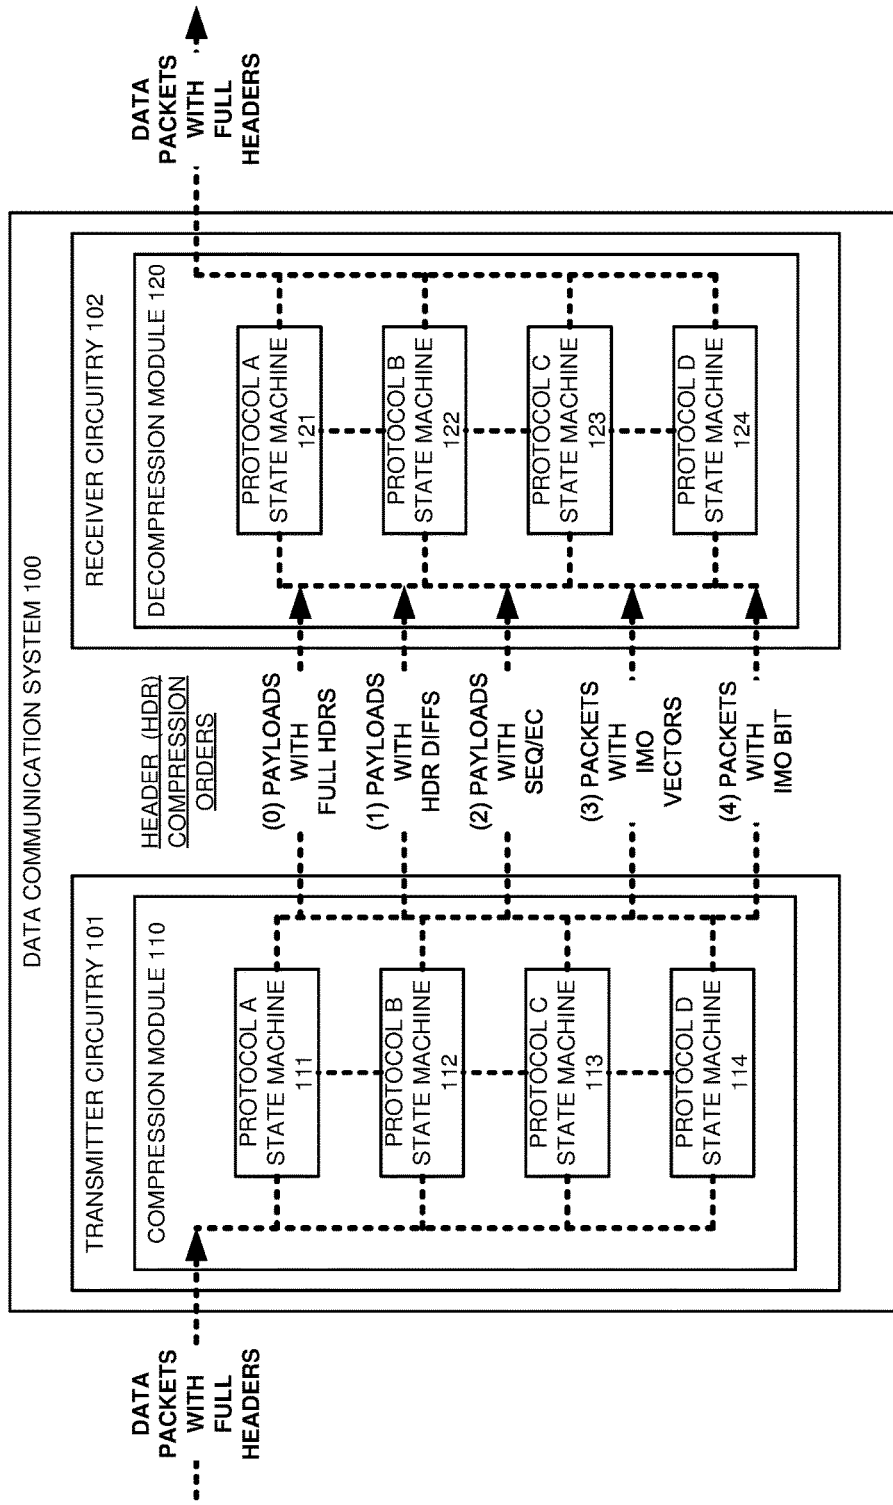 DATA COMMUNICATION SYSTEM 100
DATA
PACKETS
WITH
FULL
HEADERS
TRANSMITTER CIRCUITRY 101
COMPRESSION MODULE 110
PROTOCOL A
STATE MACHINE
111
PROTOCOL B
STATE MACHINE
112
PROTOCOL C
STATE MACHINE
113
PROTOCOL D
STATE MACHINE
114
HEADER (HDR)
COMPRESSION
ORDERS
(0) PAYLOADS
WITH
FULL HDRS
(1) PAYLOADS
WITH
HDR DIFFS
(2) PAYLOADS
WITH
SEQ/EC
(3) PACKETS
WITH
IMO
VECTORS
(4) PACKETS
WITH
IMO BIT
RECEIVER CIRCUITRY 102
DECOMPRESSION MODULE 120
PROTOCOL A
STATE MACHINE
121
PROTOCOL B
STATE MACHINE
122
PROTOCOL C
STATE MACHINE
123
PROTOCOL D
STATE MACHINE
124
DATA
PACKETS
WITH
FULL
HEADERS